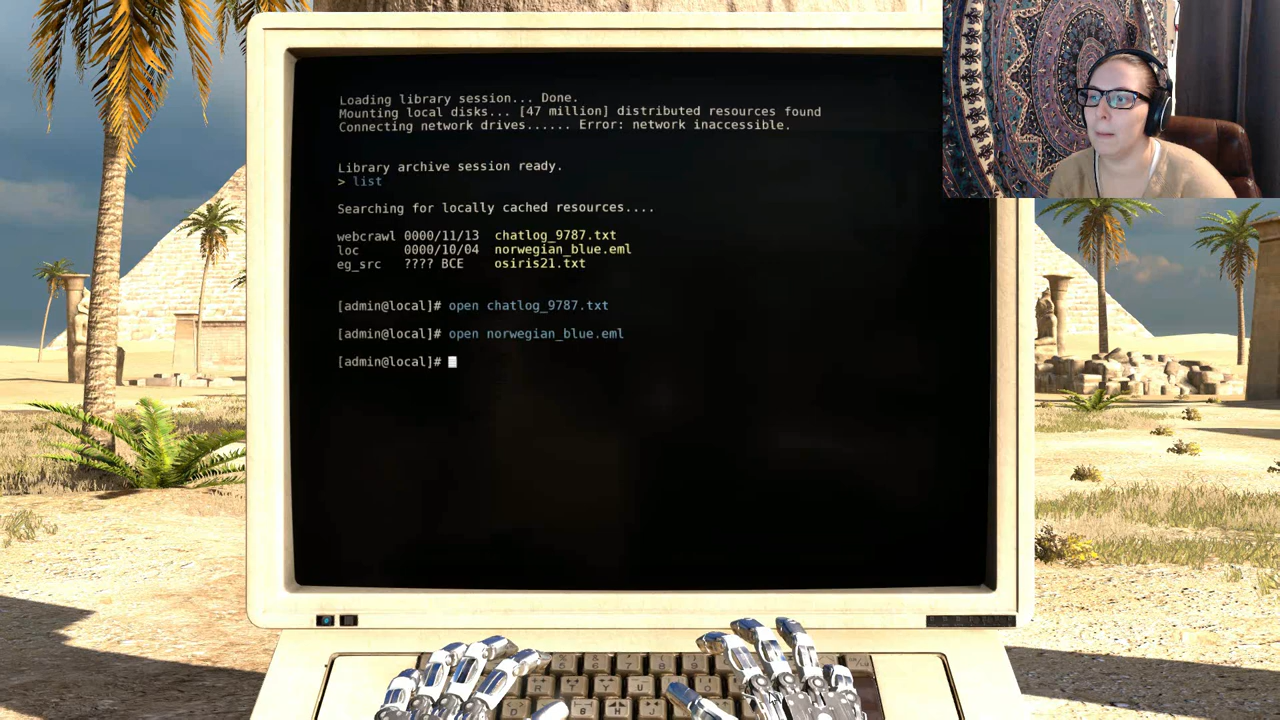 Loading library session... Done.
Mounting local disks... [47 million] distributed resources found
Connecting network drives...... Error: network inaccessible.
Library archive session ready.
> list
Searching for locally cached resources....
webcrawl 0000/11/13 chatlog_9787.txt
loc 0000/10/04 norwegian_blue.eml
eg_src ???? BCE osiris21.txt
[admin@local]# open chatlog_9787.txt
[admin@local]# open norwegian_blue.eml
[admin@local]#